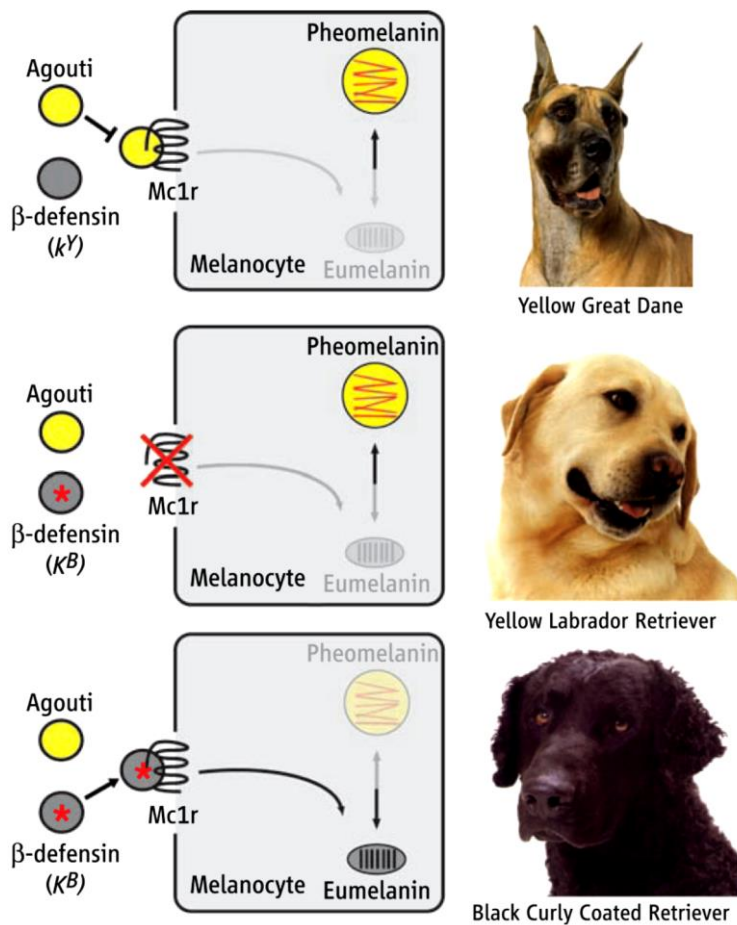 Pheomelanin
Agouti
Mc1r
β-defensin
(k^Y)
Melanocyte
Eumelanin
Yellow Great Dane
Pheomelanin
Agouti
*
Mc1r
β-defensin
(K^B)
Melanocyte
Eumelanin
Yellow Labrador Retriever
Pheomelanin
Agouti
*
*
Mc1r
β-defensin
(K^B)
Melanocyte
Eumelanin
Black Curly Coated Retriever